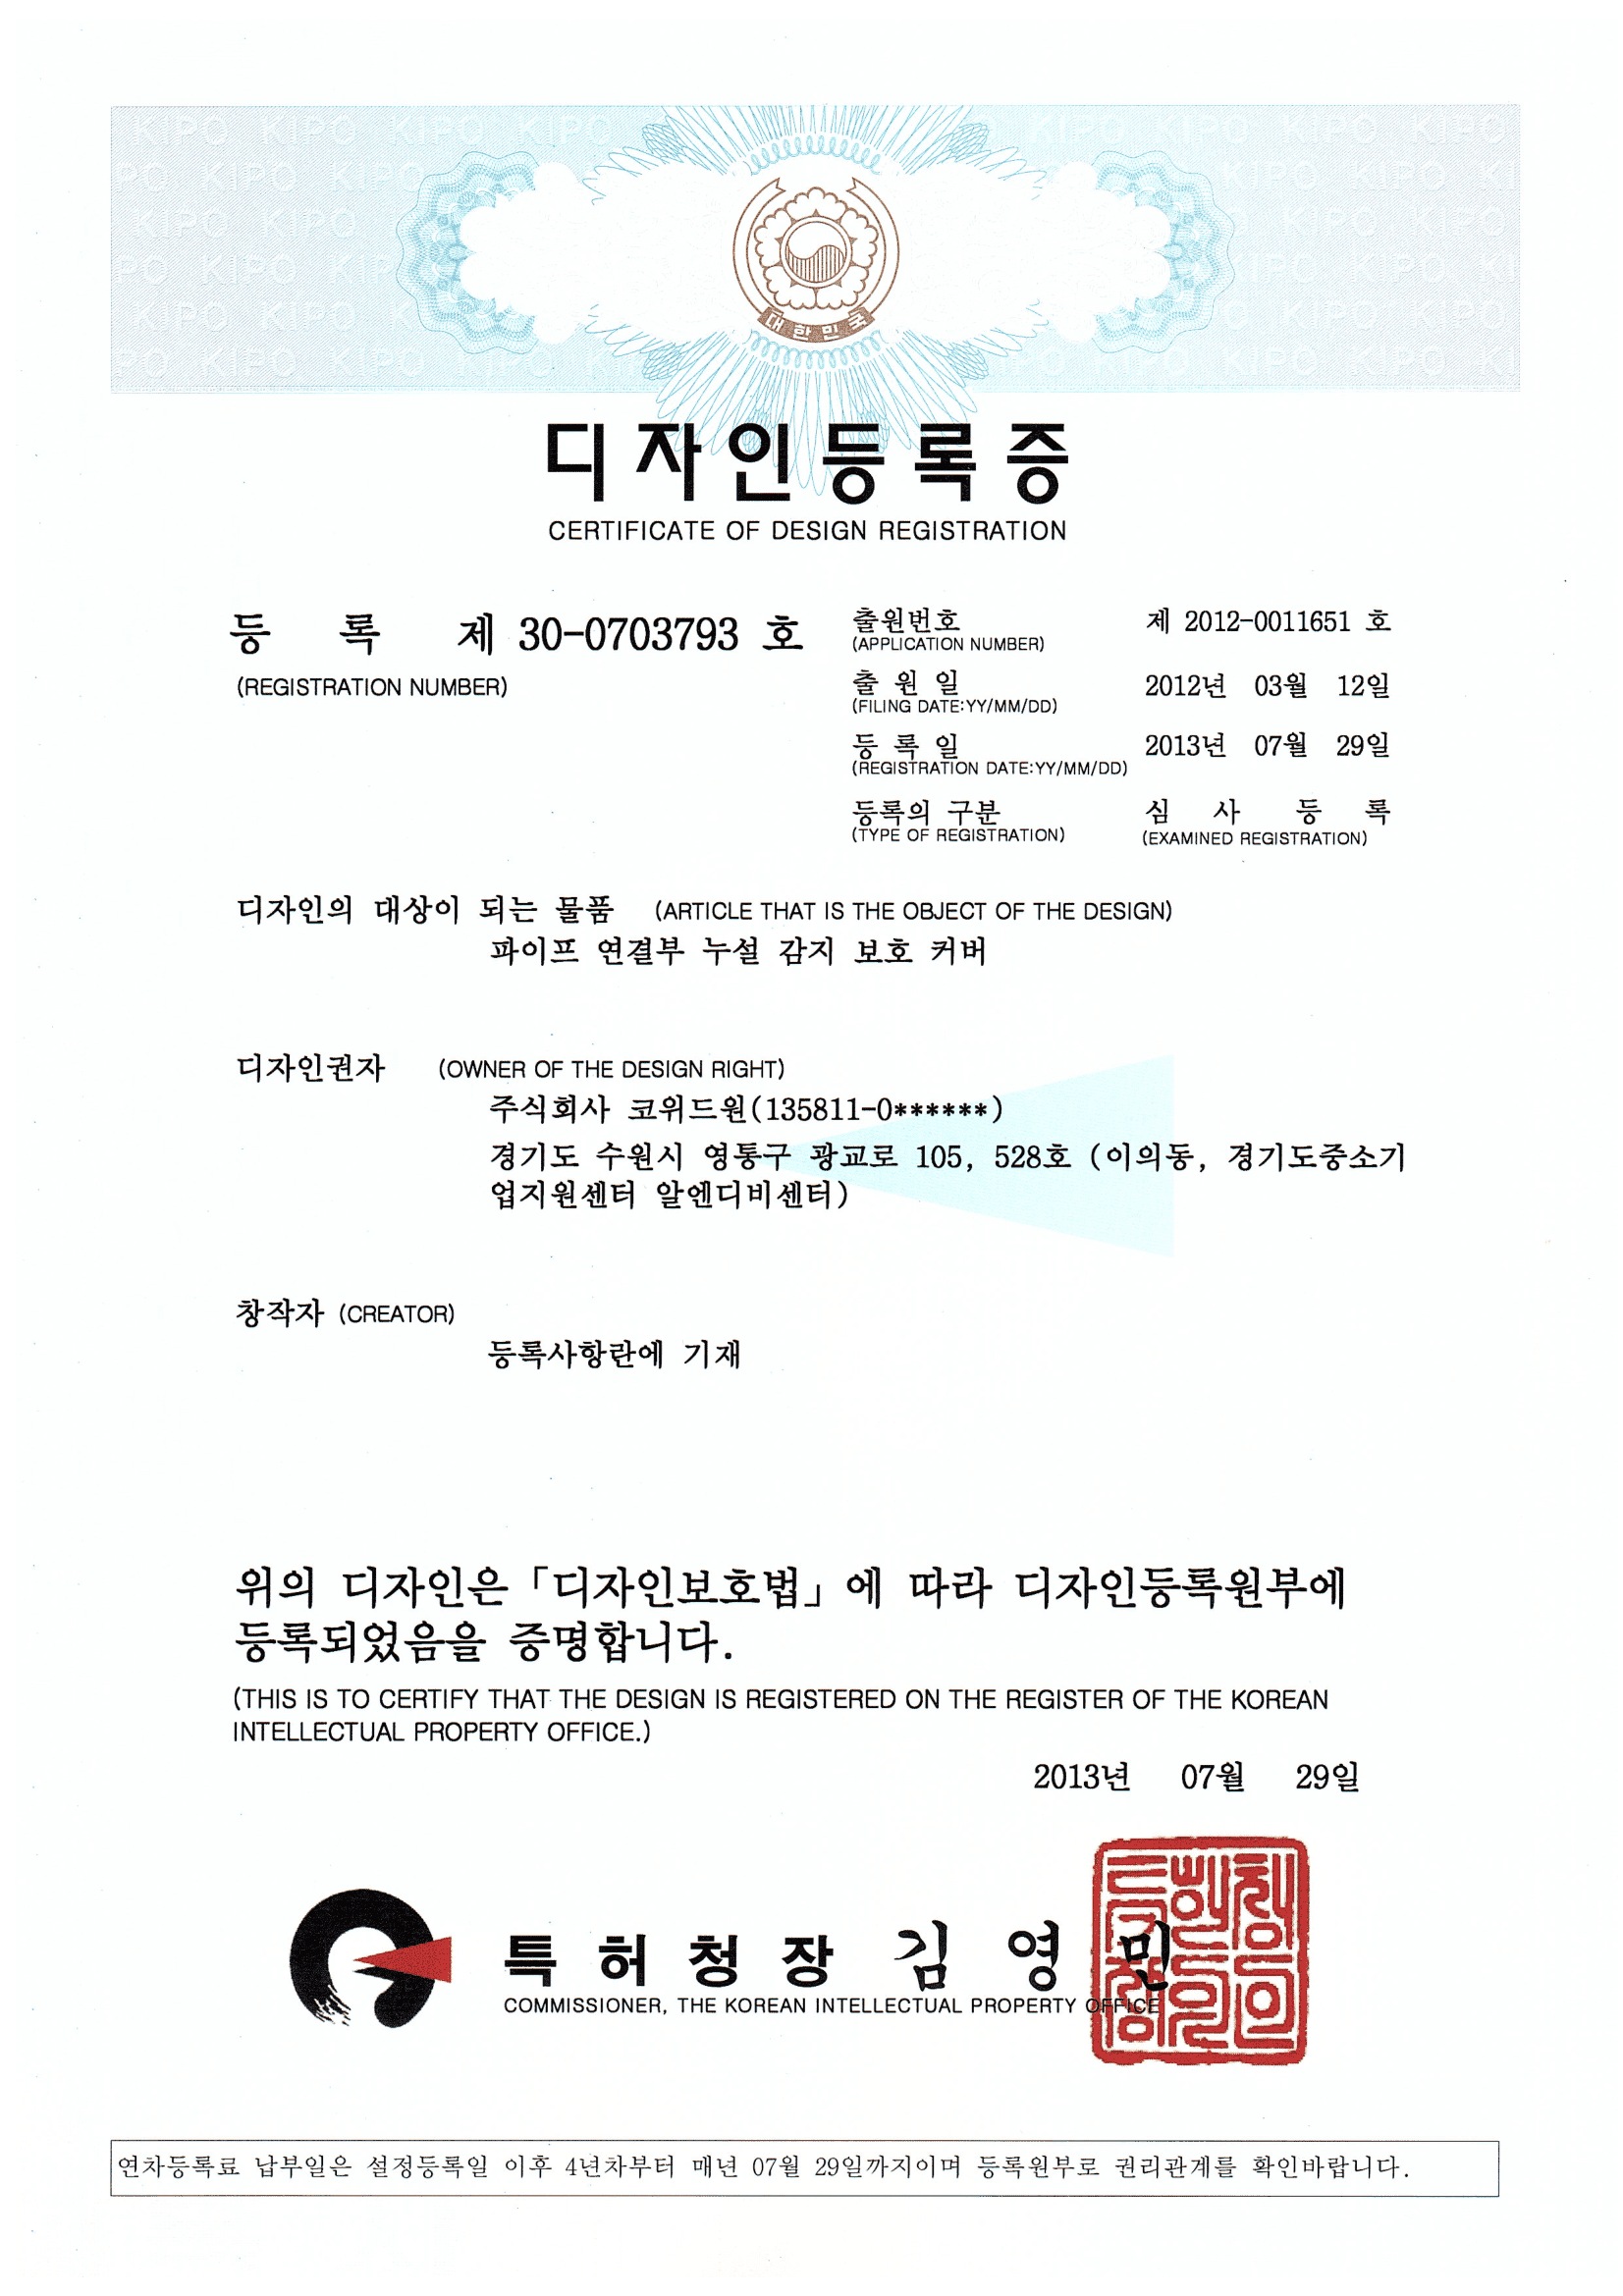 대한민국
디자인등록증
CERTIFICATE OF DESIGN REGISTRATION
등 록 제 30-0703793 호
(REGISTRATION NUMBER)
출원번호 제 2012-0011651 호
(APPLICATION NUMBER)
출 원 일 2012년 03월 12일
(FILING DATE:YY/MM/DD)
등 록 일 2013년 07월 29일
(REGISTRATION DATE:YY/MM/DD)
등록의 구분 심 사 등 록
(TYPE OF REGISTRATION) (EXAMINED REGISTRATION)
디자인의 대상이 되는 물품 (ARTICLE THAT IS THE OBJECT OF THE DESIGN)
파이프 연결부 누설 감지 보호 커버
디자인권자 (OWNER OF THE DESIGN RIGHT)
주식회사 코위드원(135811-0******)
경기도 수원시 영통구 광교로 105, 528호 (이의동, 경기도중소기
업지원센터 알엔디비센터)
창작자 (CREATOR)
등록사항란에 기재
위의 디자인은 「디자인보호법」에 따라 디자인등록원부에
등록되었음을 증명합니다.
(THIS IS TO CERTIFY THAT THE DESIGN IS REGISTERED ON THE REGISTER OF THE KOREAN
INTELLECTUAL PROPERTY OFFICE.)
2013년 07월 29일
특 허 청 장 김 영 민
COMMISSIONER, THE KOREAN INTELLECTUAL PROPERTY OFFICE
연차등록료 납부일은 설정등록일 이후 4년차부터 매년 07월 29일까지이며 등록원부로 권리관계를 확인바랍니다.